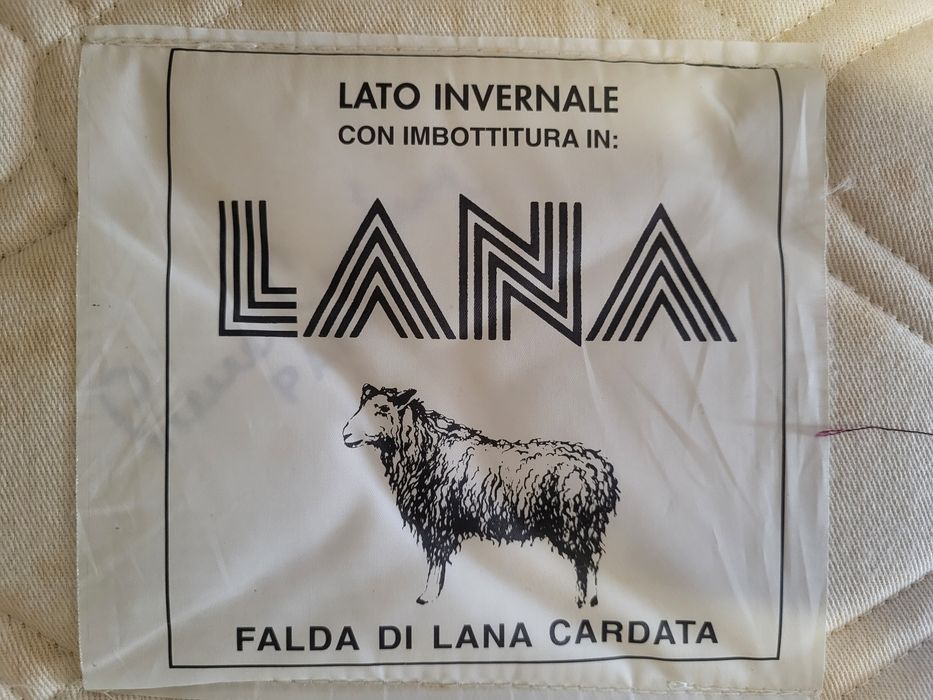 LATO INVERNALE
CON IMBOTTITURA IN:
LANA
FALDA DI LANA CARDATA